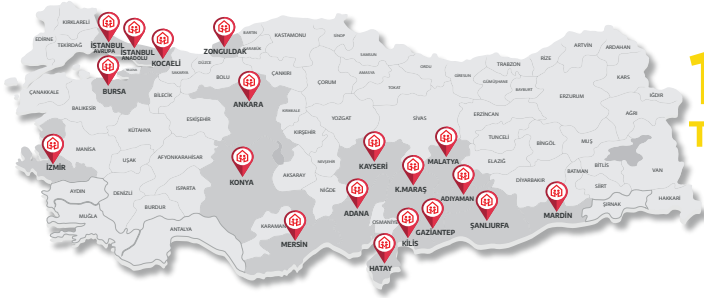 KIRKLARELİ
EDİRNE
TEKİRDAĞ
İSTANBUL
AVRUPA
İSTANBUL
ANADOLU
KOCAELİ
ZONGULDAK
BARTIN
KASTAMONU
SİNOP
SAMSUN
ORDU
GİRESUN
TRABZON
RİZE
ARTVİN
ARDAHAN
KARS
IĞDIR
AĞRI
ÇANAKKALE
BALIKESİR
BURSA
BİLECİK
SAKARYA
DÜZCE
BOLU
ÇANKIRI
ÇORUM
AMASYA
TOKAT
GÜMÜŞHANE
BAYBURT
ERZURUM
ERZİNCAN
ANKARA
KIRIKKALE
YOZGAT
SİVAS
ESKİŞEHİR
KÜTAHYA
MANİSA
İZMİR
UŞAK
AFYONKARAHİSAR
KONYA
AKSARAY
KIRŞEHİR
NEVŞEHİR
NİĞDE
KAYSERİ
MALATYA
TUNCELİ
ELAZIĞ
BİNGÖL
MUŞ
BİTLİS
VAN
HAKKARİ
ŞIRNAK
SİİRT
BATMAN
DİYARBAKIR
MARDİN
ŞANLIURFA
ADIYAMAN
K.MARAŞ
GAZİANTEP
KİLİS
OSMANİYE
HATAY
ADANA
MERSİN
KARAMAN
ANTALYA
ISPARTA
BURDUR
DENİZLİ
AYDIN
MUĞLA